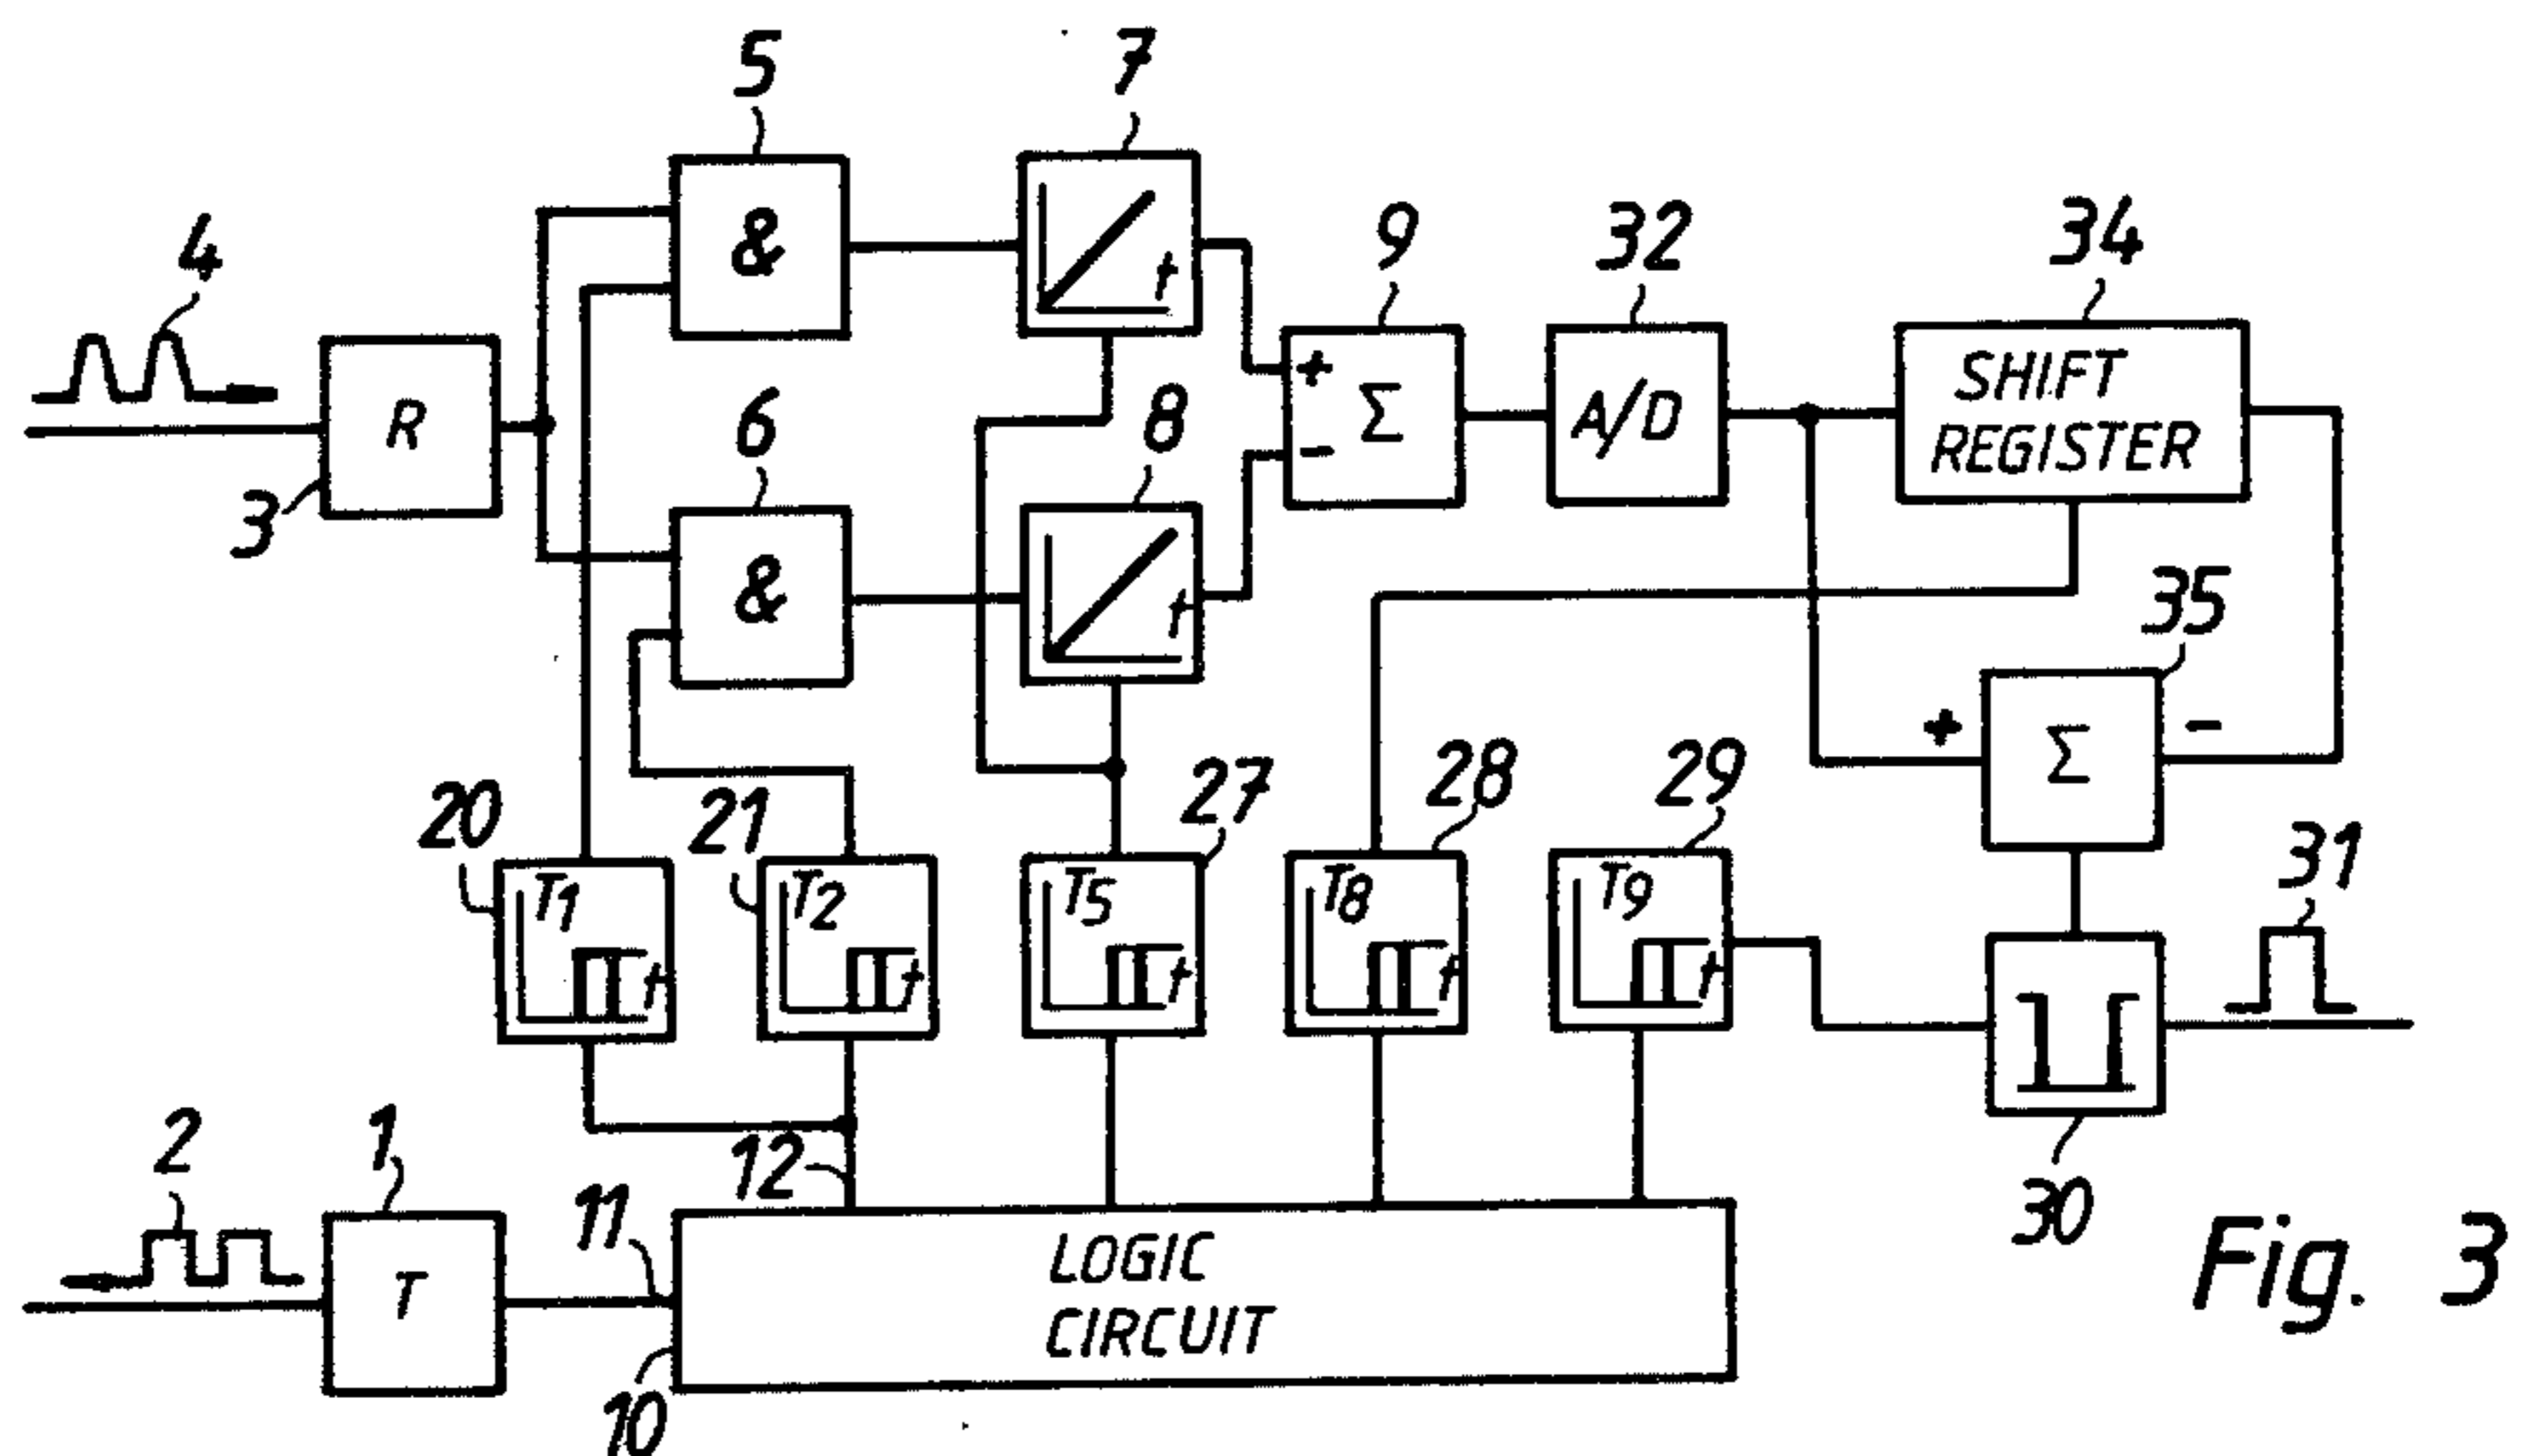 5
7
4
&
t
9
32
34
+
Σ
-
A/D
SHIFT
REGISTER
R
3
6
8
&
t
35
+
Σ
-
20
21
27
28
29
31
T1
t
T2
t
T5
t
T8
t
T9
t
2
1
12
11
30
T
LOGIC
CIRCUIT
10
Fig. 3